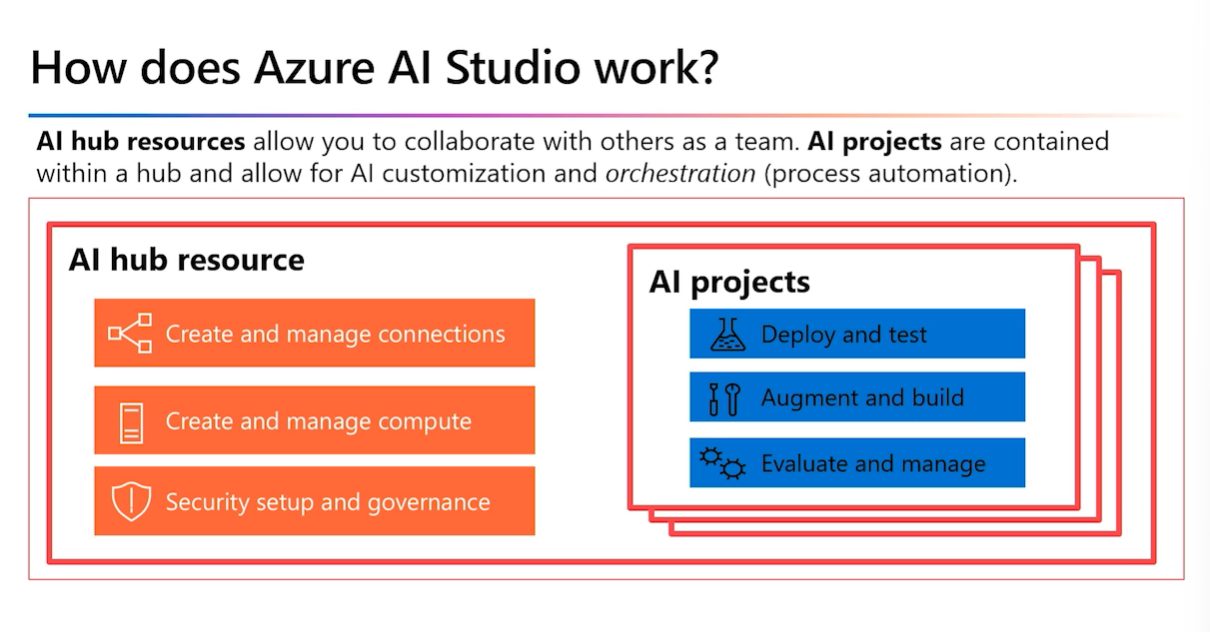 How does Azure AI Studio work?
AI hub resources allow you to collaborate with others as a team. AI projects are contained
within a hub and allow for AI customization and orchestration (process automation).
AI hub resource
Create and manage connections
Create and manage compute
Security setup and governance
AI projects
Deploy and test
Augment and build
Evaluate and manage